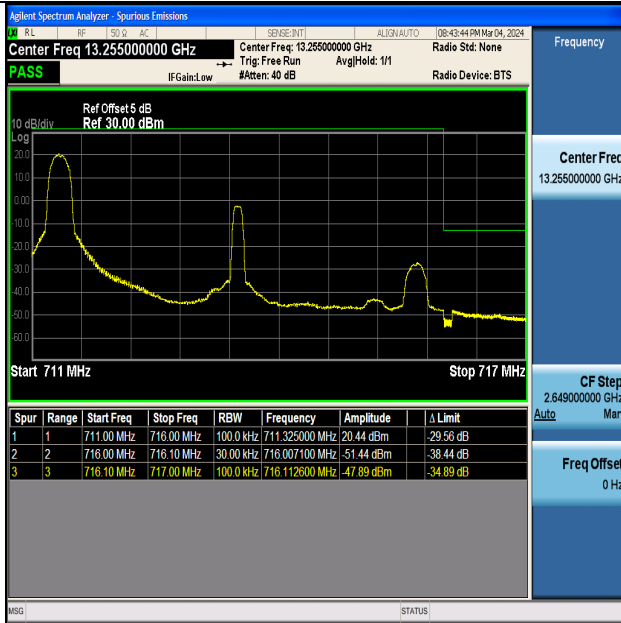 Agilent Spectrum Analyzer - Spurious Emissions
RL RF 50 Ω AC SENSE:INT ALIGN AUTO 08:43:44 PM Mar 04, 2024
Center Freq 13.255000000 GHz
Center Freq: 13.255000000 GHz Radio Std: None
Trig: Free Run Avg|Hold: 1/1
PASS
IFGain:Low #Atten: 40 dB Radio Device: BTS
Frequency
Ref Offset 5 dB
10 dB/div Ref 30.00 dBm
Log
20.0
10.0
0.00
-10.0
-20.0
-30.0
-40.0
-50.0
-60.0
Start 711 MHz Stop 717 MHz
Center Freq
13.255000000 GHz
CF Step
2.649000000 GHz
Auto Man
Freq Offset
0 Hz
Spur Range Start Freq Stop Freq RBW Frequency Amplitude Δ Limit
1 1 711.00 MHz 716.00 MHz 100.0 kHz 711.325000 MHz 20.44 dBm -29.56 dB
2 2 716.00 MHz 716.10 MHz 30.00 kHz 716.007100 MHz -51.44 dBm -38.44 dB
3 3 716.10 MHz 717.00 MHz 100.0 kHz 716.112600 MHz -47.89 dBm -34.89 dB
MSG STATUS